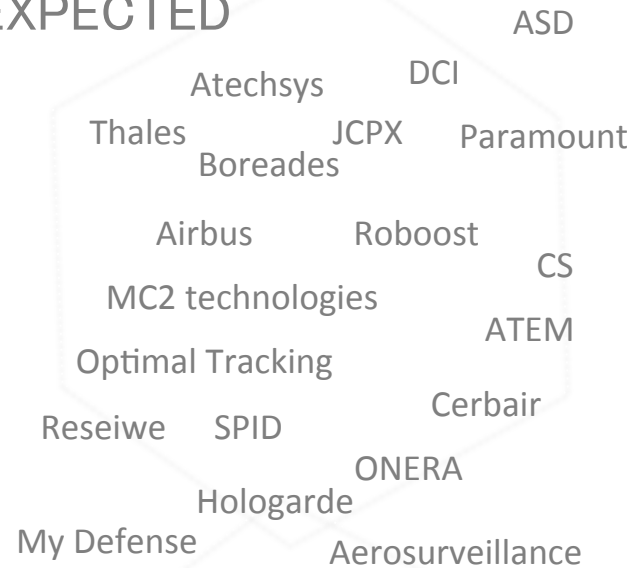 EXPECTED
ASD
Atechsys
DCI
Thales
JCPX
Paramount
Boreades
Airbus
Roboost
CS
MC2 technologies
ATEM
Optimal Tracking
Cerbair
Reseiwe
SPID
ONERA
Hologarde
My Defense
Aerosurveillance